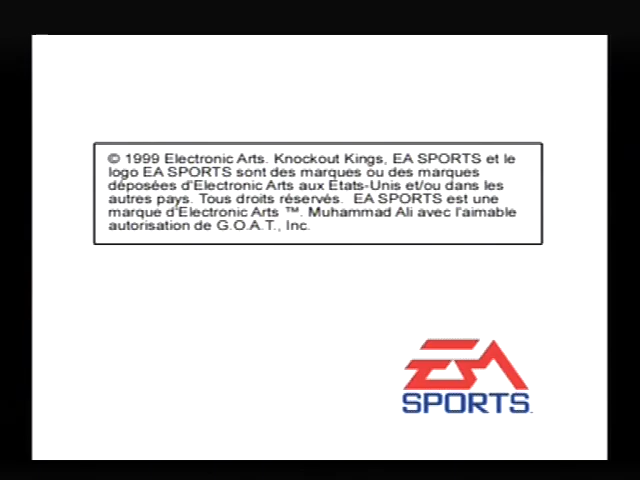 © 1999 Electronic Arts. Knockout Kings, EA SPORTS et le
logo EA SPORTS sont des marques ou des marques
déposées d'Electronic Arts aux Etats-Unis et/ou dans les
autres pays. Tous droits réservés. EA SPORTS est une
marque d'Electronic Arts ™. Muhammad Ali avec l'aimable
autorisation de G.O.A.T., Inc.
EA
SPORTS™